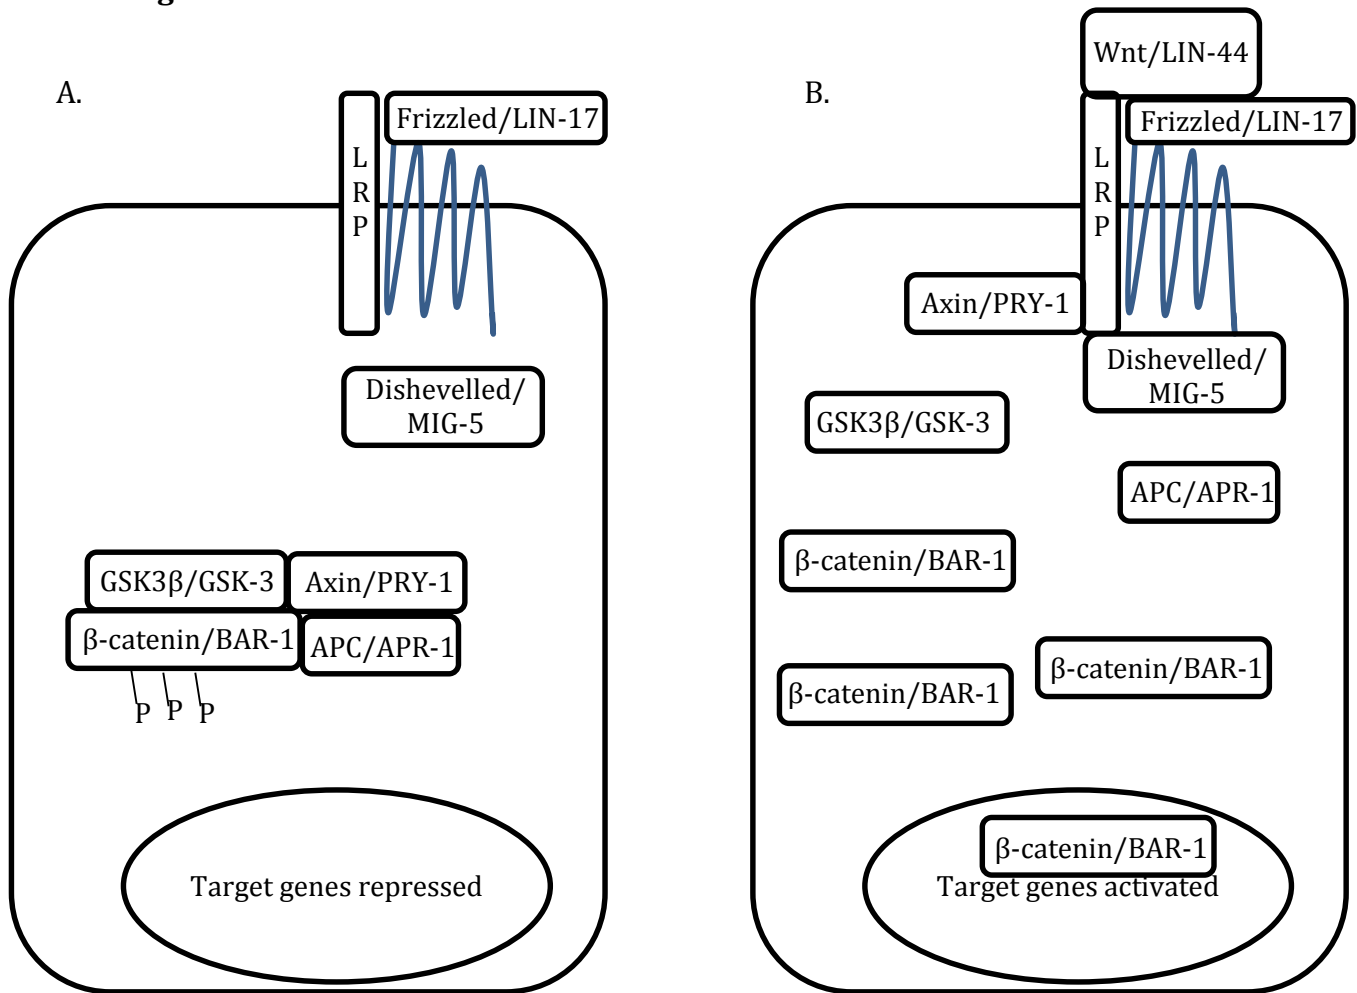 A.
Frizzled/LIN-17
L
R
P
Dishevelled/
MIG-5
GSK3β/GSK-3
Axin/PRY-1
β-catenin/BAR-1
APC/APR-1
P
P
P
Target genes repressed
B.
Wnt/LIN-44
Frizzled/LIN-17
L
R
P
Axin/PRY-1
Dishevelled/
MIG-5
GSK3β/GSK-3
APC/APR-1
β-catenin/BAR-1
β-catenin/BAR-1
β-catenin/BAR-1
β-catenin/BAR-1
Target genes activated